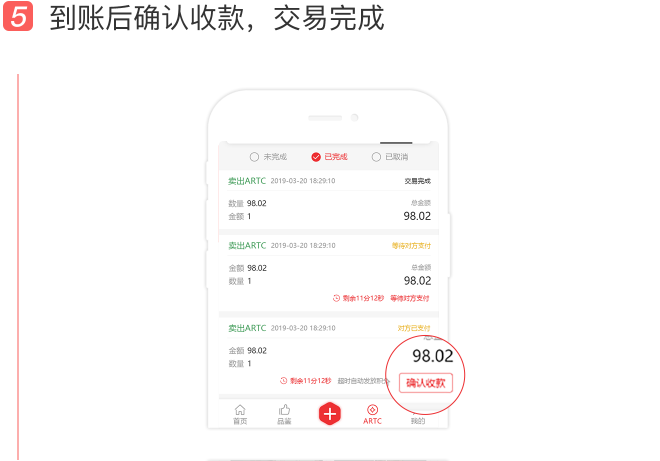 5 到账后确认收款，交易完成
未完成 已完成 已取消
卖出ARTC 2019-03-20 18:29:10 交易完成
数量 98.02 总金额
金额 1 98.02
卖出ARTC 2019-03-20 18:29:10 等待对方支付
金额 98.02 总金额
数量 1 98.02
剩余11分12秒 等待对方支付
卖出ARTC 2019-03-20 18:29:10 对方已支付
金额 98.02 98.02
数量 1
剩余11分12秒 超时自动发放积分 确认收款
首页 品鉴 ARTC 我的